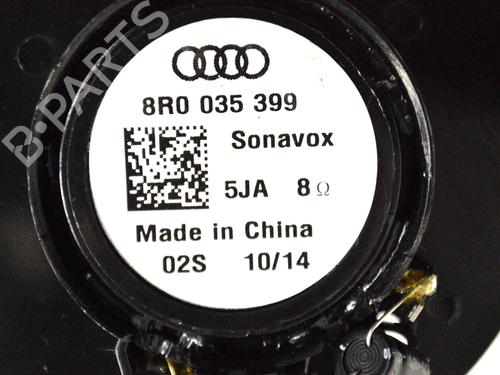 8R0 035 399
Sonavox
5JA 8Ω
Made in China
02S 10/14
B-PARTS